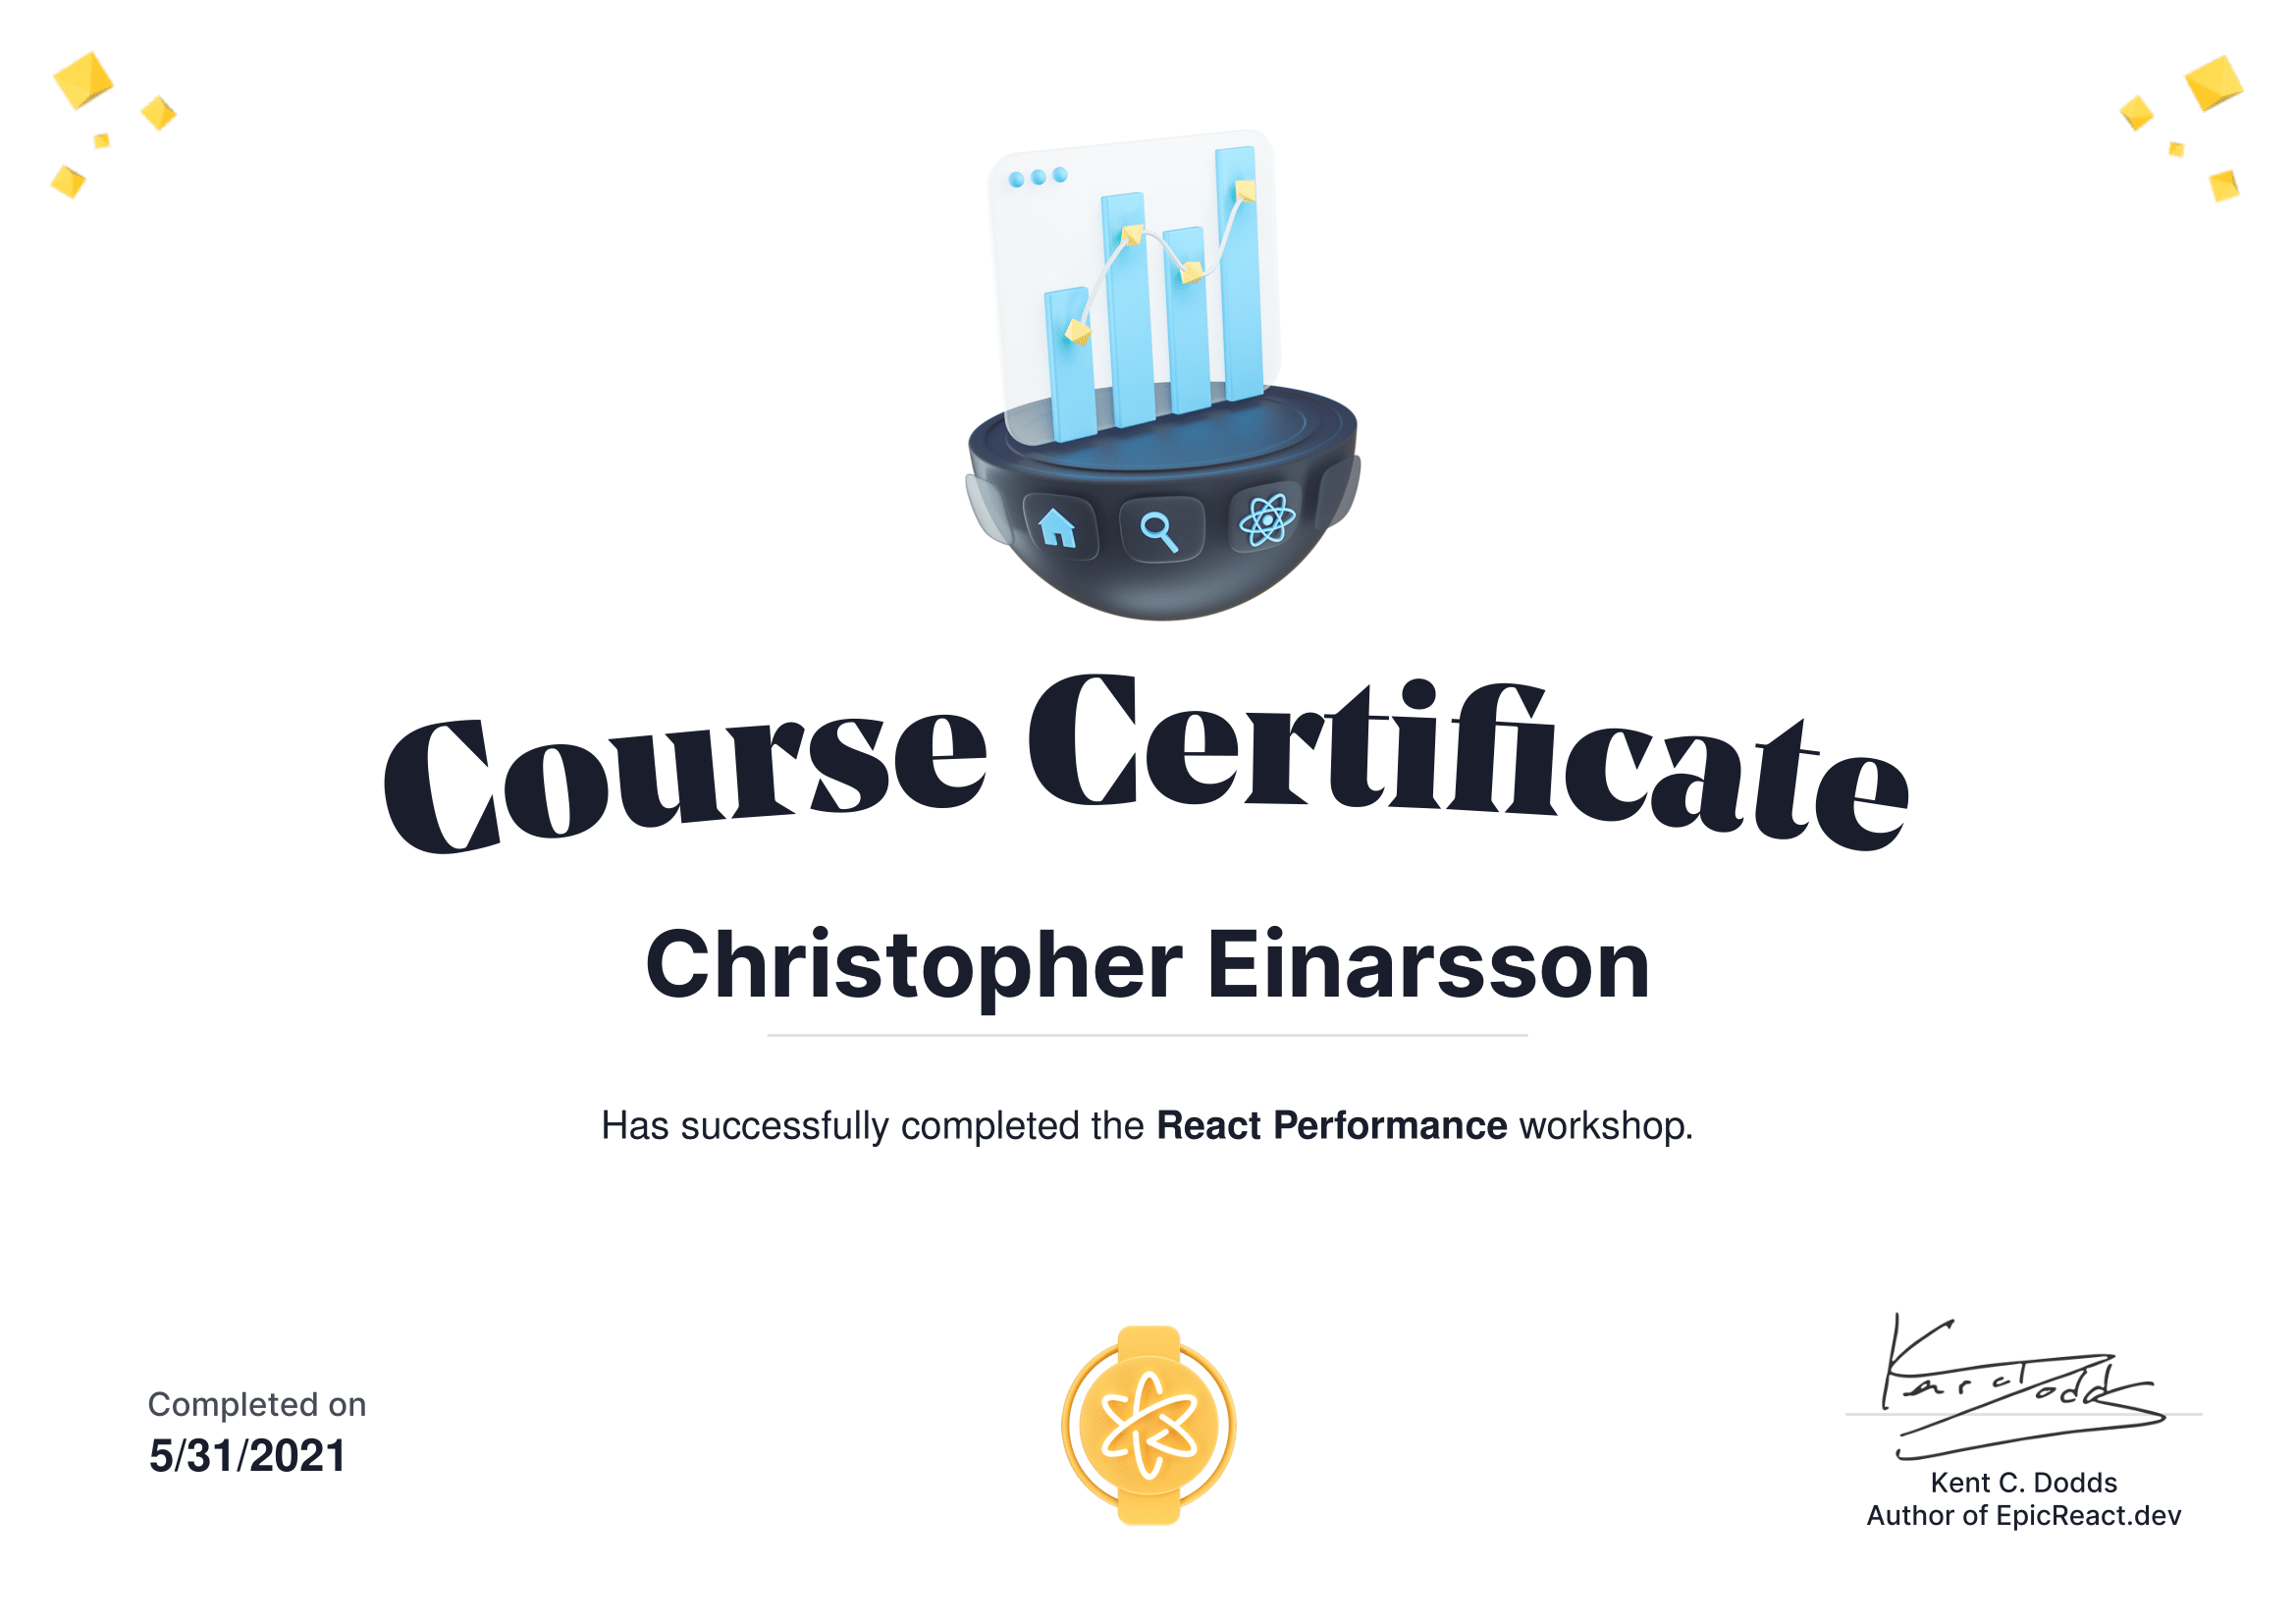 Course Certificate
Christopher Einarsson
Has successfully completed the React Performance workshop.
Completed on
5/31/2021
Kent C. Dodds
Kent C. Dodds
Author of EpicReact.dev